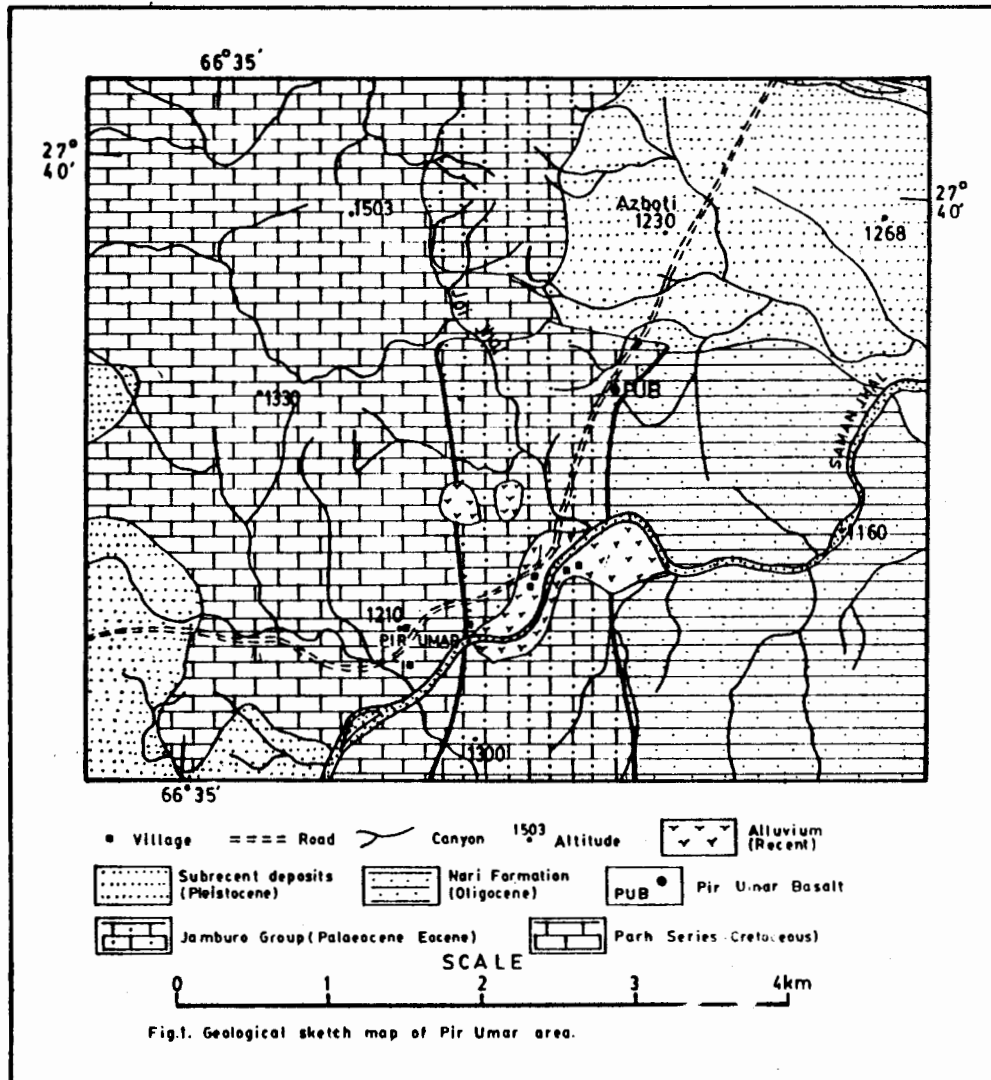 66° 35′
27° 40′
27° 40′
1503
Azboti
1230
1268
JHAL
PUB
1330
SAMAN JHAL
1160
1210
PIR UMAR
1300
66° 35′
Village
Road
Canyon
1503 Altitude
Alluvium (Recent)
Subrecent deposits (Pleistocene)
Nari Formation (Oligocene)
PUB Pir Umar Basalt
Jamburo Group (Palaeocene Eocene)
Parh Series Cretaceous)
SCALE
0 1 2 3 4km
Fig.1. Geological sketch map of Pir Umar area.